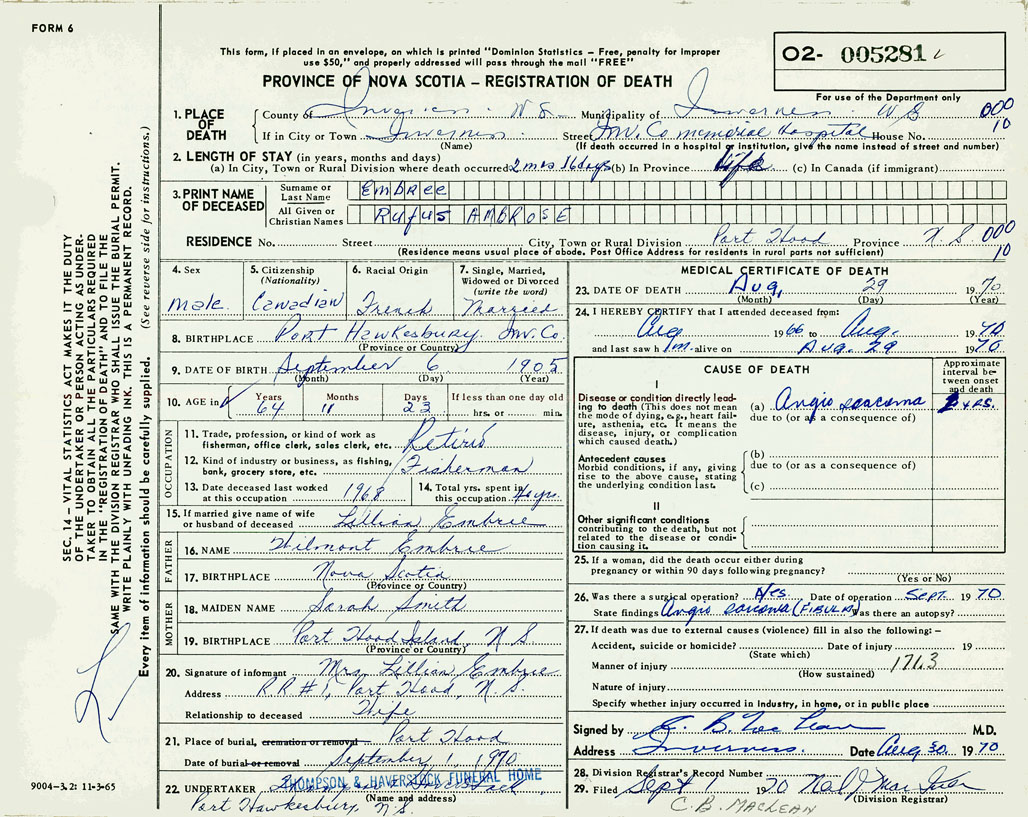 FORM 6
This form, if placed in an envelope, on which is printed "Dominion Statistics – Free, penalty for improper
use $50," and properly addressed will pass through the mail "FREE"
O2- 005281
PROVINCE OF NOVA SCOTIA – REGISTRATION OF DEATH
For use of the Department only
1. PLACE OF DEATH
County of Inverness N.S. Municipality of Inverness N S 000
If in City or Town Inverness Street Inv. Co memorial Hospital House No. 10
(Name) (If death occurred in a hospital or institution, give the name instead of street and number)
2. LENGTH OF STAY (in years, months and days)
(a) In City, Town or Rural Division where death occurred 2 mos 16 days (b) In Province life (c) In Canada (if immigrant)
3. PRINT NAME OF DECEASED
Surname or Last Name Embree
All Given or Christian Names Rufus AMBROSE
RESIDENCE No. Street City, Town or Rural Division Port Hood Province N.S. 000
(Residence means usual place of abode. Post Office Address for residents in rural parts not sufficient) 10
4. Sex male
5. Citizenship (Nationality) Canadian
6. Racial Origin French
7. Single, Married, Widowed or Divorced (write the word) Married
8. BIRTHPLACE Port Hawkesbury, Inv. Co.
(Province or Country)
9. DATE OF BIRTH September 6 1905
(Month) (Day) (Year)
10. AGE in Years Months Days If less than one day old
64 11 23 hrs. or min.
OCCUPATION
11. Trade, profession, or kind of work as fisherman, office clerk, sales clerk, etc. Retired
12. Kind of industry or business, as fishing, bank, grocery store, etc. Fisherman
13. Date deceased last worked at this occupation 1968
14. Total yrs. spent in this occupation yrs.
15. If married give name of wife or husband of deceased Lillian Embrie
FATHER
16. NAME Wilmont Embrie
17. BIRTHPLACE Nova Scotia
(Province or Country)
MOTHER
18. MAIDEN NAME Sarah Smith
19. BIRTHPLACE Port Hood Island N S
(Province or Country)
20. Signature of informant Mrs. Lillian Embrie
Address R R #1, Port Hood, N. S.
Relationship to deceased Wife
21. Place of burial, cremation or removal Port Hood
Date of burial or removal September 1, 1970
THOMPSON & HAVERSTOCK FUNERAL HOME
22. UNDERTAKER
(Name and address)
Port Hawkesbury, N.S.
MEDICAL CERTIFICATE OF DEATH
23. DATE OF DEATH Aug. 29 1970
(Month) (Day) (Year)
24. I HEREBY CERTIFY that I attended deceased from:
Aug. 1966 to Aug. 1970
and last saw him alive on Aug. 29 1970
CAUSE OF DEATH
Approximate interval between onset and death
I
Disease or condition directly leading to death (This does not mean the mode of dying, e.g., heart failure, asthenia, etc. It means the disease, injury, or complication which caused death.)
(a) Angio sarcoma yrs.
due to (or as a consequence of)
Antecedent causes
Morbid conditions, if any, giving rise to the above cause, stating the underlying condition last.
(b)
due to (or as a consequence of)
(c)
II
Other significant conditions contributing to the death, but not related to the disease or condition causing it.
25. If a woman, did the death occur either during pregnancy or within 90 days following pregnancy?
(Yes or No)
26. Was there a surgical operation? Yes Date of operation SEPT. 1970
State findings Angio sarcoma (FIBULA) Was there an autopsy?
27. If death was due to external causes (violence) fill in also the following: –
Accident, suicide or homicide? Date of injury 19
(State which)
Manner of injury 1713
(How sustained)
Nature of injury
Specify whether injury occurred in Industry, in home, or in public place
Signed by M.D.
Address Inverness. Date Aug 30 1970
28. Division Registrar's Record Number
29. Filed Sept 1 1970
(Division Registrar)
C. B. MACLEAN
9004–3.2: 11-3-65
SEC. 14 – VITAL STATISTICS ACT MAKES IT THE DUTY
OF THE UNDERTAKER OR PERSON ACTING AS UNDER-
TAKER TO OBTAIN ALL THE PARTICULARS REQUIRED
IN THE "REGISTRATION OF DEATH" AND TO FILE THE
SAME WITH THE DIVISION REGISTRAR WHO SHALL ISSUE THE BURIAL PERMIT.
WRITE PLAINLY WITH UNFADING INK. THIS IS A PERMANENT RECORD.
Every item of information should be carefully supplied. (See reverse side for instructions.)